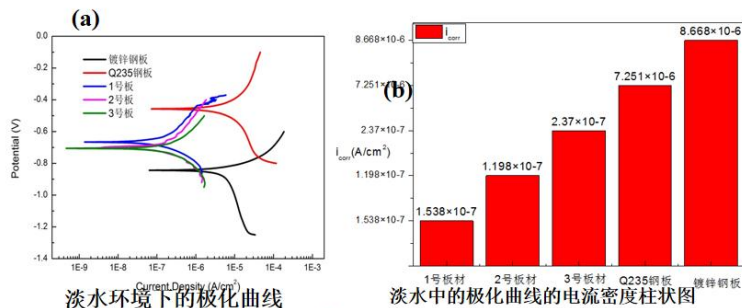 (a)
0.0
-0.2
-0.4
-0.6
-0.8
-1.0
-1.2
-1.4
Potential (V)
镀锌钢板
Q235钢板
1号板
2号板
3号板
1E-9 1E-8 1E-7 1E-6 1E-5 1E-4 1E-3
Current Density (A/cm²)
淡水环境下的极化曲线
(b)
i corr
8.668×10-6
7.251×10-6
2.37×10-7
1.198×10-7
1.538×10-7
i corr (A/cm²)
1.538×10-7
1.198×10-7
2.37×10-7
7.251×10-6
8.668×10-6
1号板材 2号板材 3号板材 Q235钢板 镀锌钢板
淡水中的极化曲线的电流密度柱状图